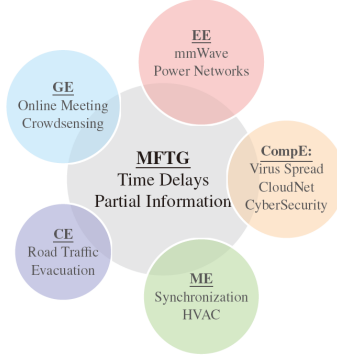 EE
mmWave
Power Networks
GE
Online Meeting
Crowdsensing
MFTG
Time Delays
Partial Information
CompE:
Virus Spread
CloudNet
CyberSecurity
CE
Road Traffic
Evacuation
ME
Synchronization
HVAC